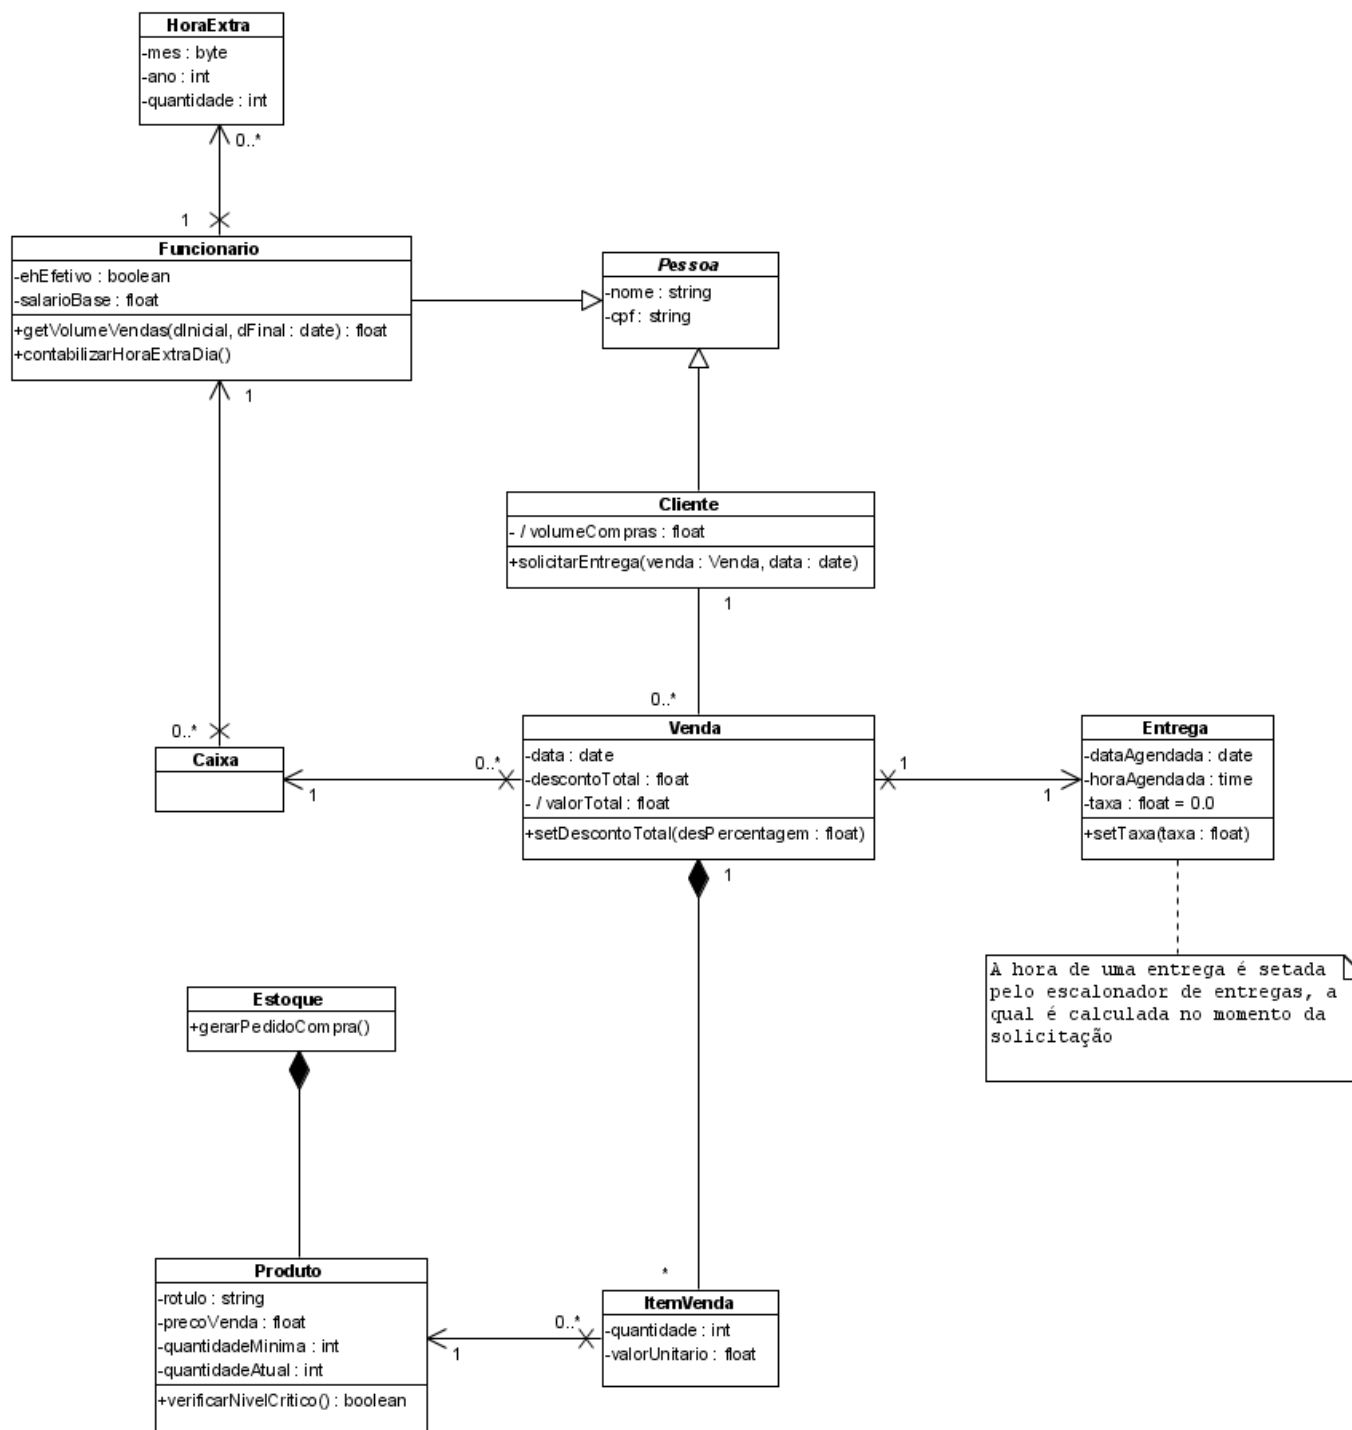 HoraExtra
-mes : byte
-ano : int
-quantidade : int
0..*
1
Funcionario
-ehEfetivo : boolean
-salarioBase : float
+getVolumeVendas(dInicial, dFinal : date) : float
+contabilizarHoraExtraDia()
1
Pessoa
-nome : string
-cpf : string
Cliente
- / volumeCompras : float
+solicitarEntrega(venda : Venda, data : date)
1
0..*
0..*
Caixa
1
0..*
Venda
-data : date
-descontoTotal : float
- / valorTotal : float
+setDescontoTotal(desPercentagem : float)
1
1
1
Entrega
-dataAgendada : date
-horaAgendada : time
-taxa : float = 0.0
+setTaxa(taxa : float)
A hora de uma entrega é setada
pelo escalonador de entregas, a
qual é calculada no momento da
solicitação
Estoque
+gerarPedidoCompra()
Produto
-rotulo : string
-precoVenda : float
-quantidadeMinima : int
-quantidadeAtual : int
+verificarNivelCritico() : boolean
1
0..*
*
ItemVenda
-quantidade : int
-valorUnitario : float